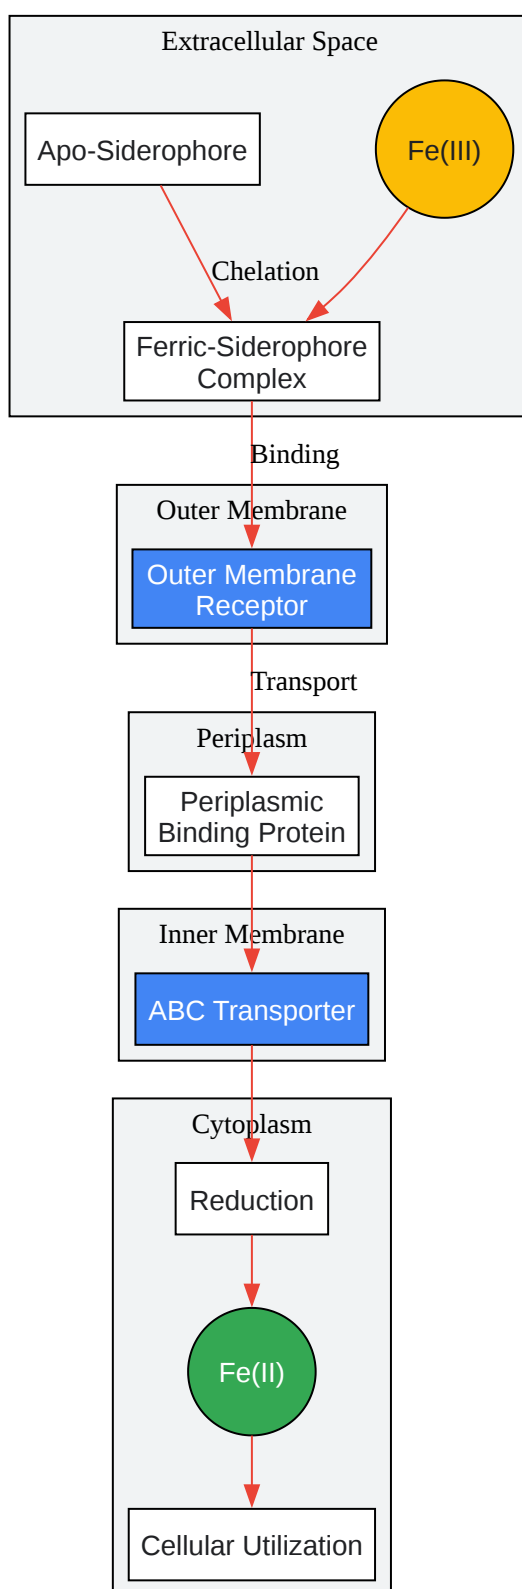 Extracellular Space
Apo-Siderophore
Fe(III)
Chelation
Ferric-Siderophore
Complex
Binding
Outer Membrane
Outer Membrane
Receptor
Transport
Periplasm
Periplasmic
Binding Protein
Inner Membrane
ABC Transporter
Cytoplasm
Reduction
Fe(II)
Cellular Utilization